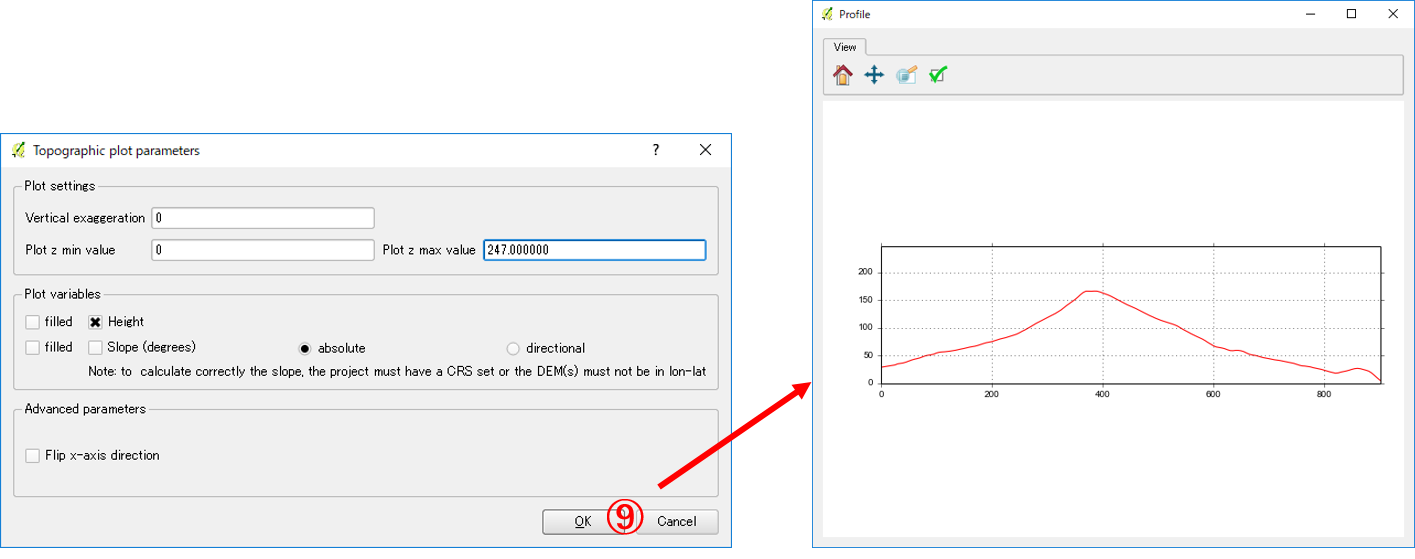 Topographic plot parameters
Plot settings
Vertical exaggeration 0
Plot z min value 0 Plot z max value 247.000000
Plot variables
filled Height
filled Slope (degrees) absolute directional
Note: to calculate correctly the slope, the project must have a CRS set or the DEM(s) must not be in lon-lat
Advanced parameters
Flip x-axis direction
OK ⑨ Cancel
Profile
View
200
150
100
50
0
0 200 400 600 800